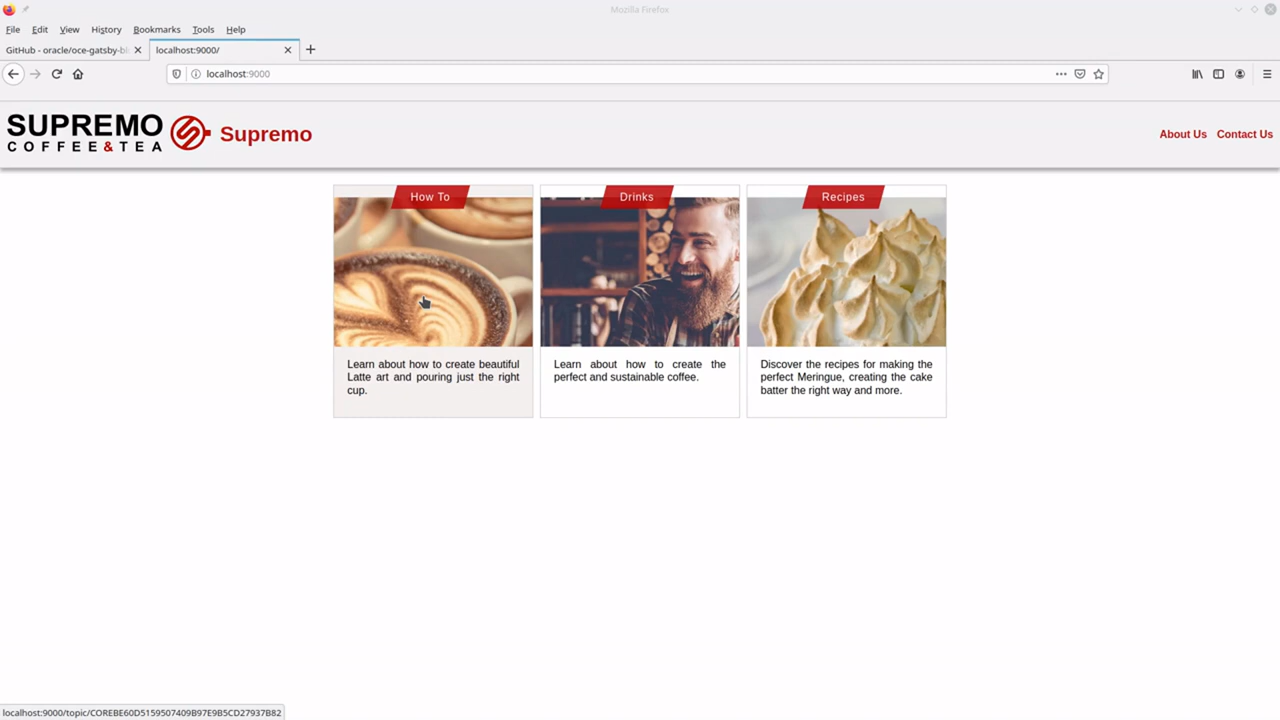 Mozilla Firefox
File Edit View History Bookmarks Tools Help
GitHub - oracle/oce-gatsby-bl
localhost:9000/
localhost:9000
SUPREMO
COFFEE&TEA
Supremo
About Us Contact Us
How To
Learn about how to create beautiful
Latte art and pouring just the right
cup.
Drinks
Learn about how to create the
perfect and sustainable coffee.
Recipes
Discover the recipes for making the
perfect Meringue, creating the cake
batter the right way and more.
localhost:9000/topic/COREBE60D5159507409B97E9B5CD27937B82